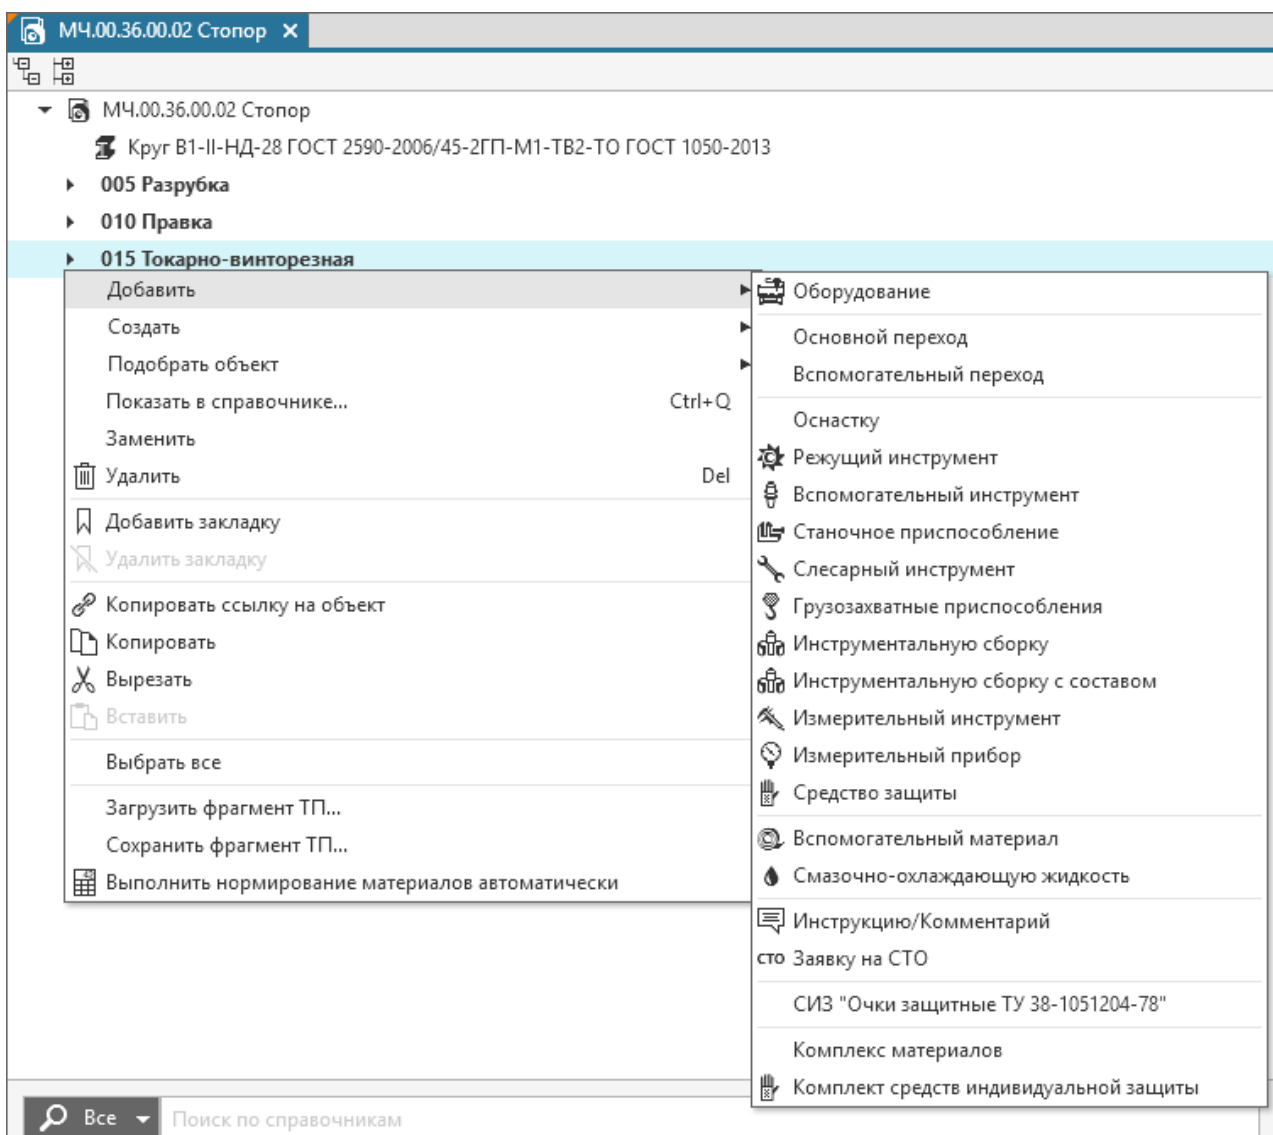 МЧ.00.36.00.02 Стопор
МЧ.00.36.00.02 Стопор
Круг В1-II-НД-28 ГОСТ 2590-2006/45-2ГП-М1-ТВ2-ТО ГОСТ 1050-2013
005 Разрубка
010 Правка
015 Токарно-винторезная
Добавить
Создать
Подобрать объект
Показать в справочнике... Ctrl+Q
Заменить
Удалить Del
Добавить закладку
Удалить закладку
Копировать ссылку на объект
Копировать
Вырезать
Вставить
Выбрать все
Загрузить фрагмент ТП...
Сохранить фрагмент ТП...
Выполнить нормирование материалов автоматически
Оборудование
Основной переход
Вспомогательный переход
Оснастку
Режущий инструмент
Вспомогательный инструмент
Станочное приспособление
Слесарный инструмент
Грузозахватные приспособления
Инструментальную сборку
Инструментальную сборку с составом
Измерительный инструмент
Измерительный прибор
Средство защиты
Вспомогательный материал
Смазочно-охлаждающую жидкость
Инструкцию/Комментарий
СТО Заявку на СТО
СИЗ "Очки защитные ТУ 38-1051204-78"
Комплекс материалов
Комплект средств индивидуальной защиты
Все Поиск по справочникам